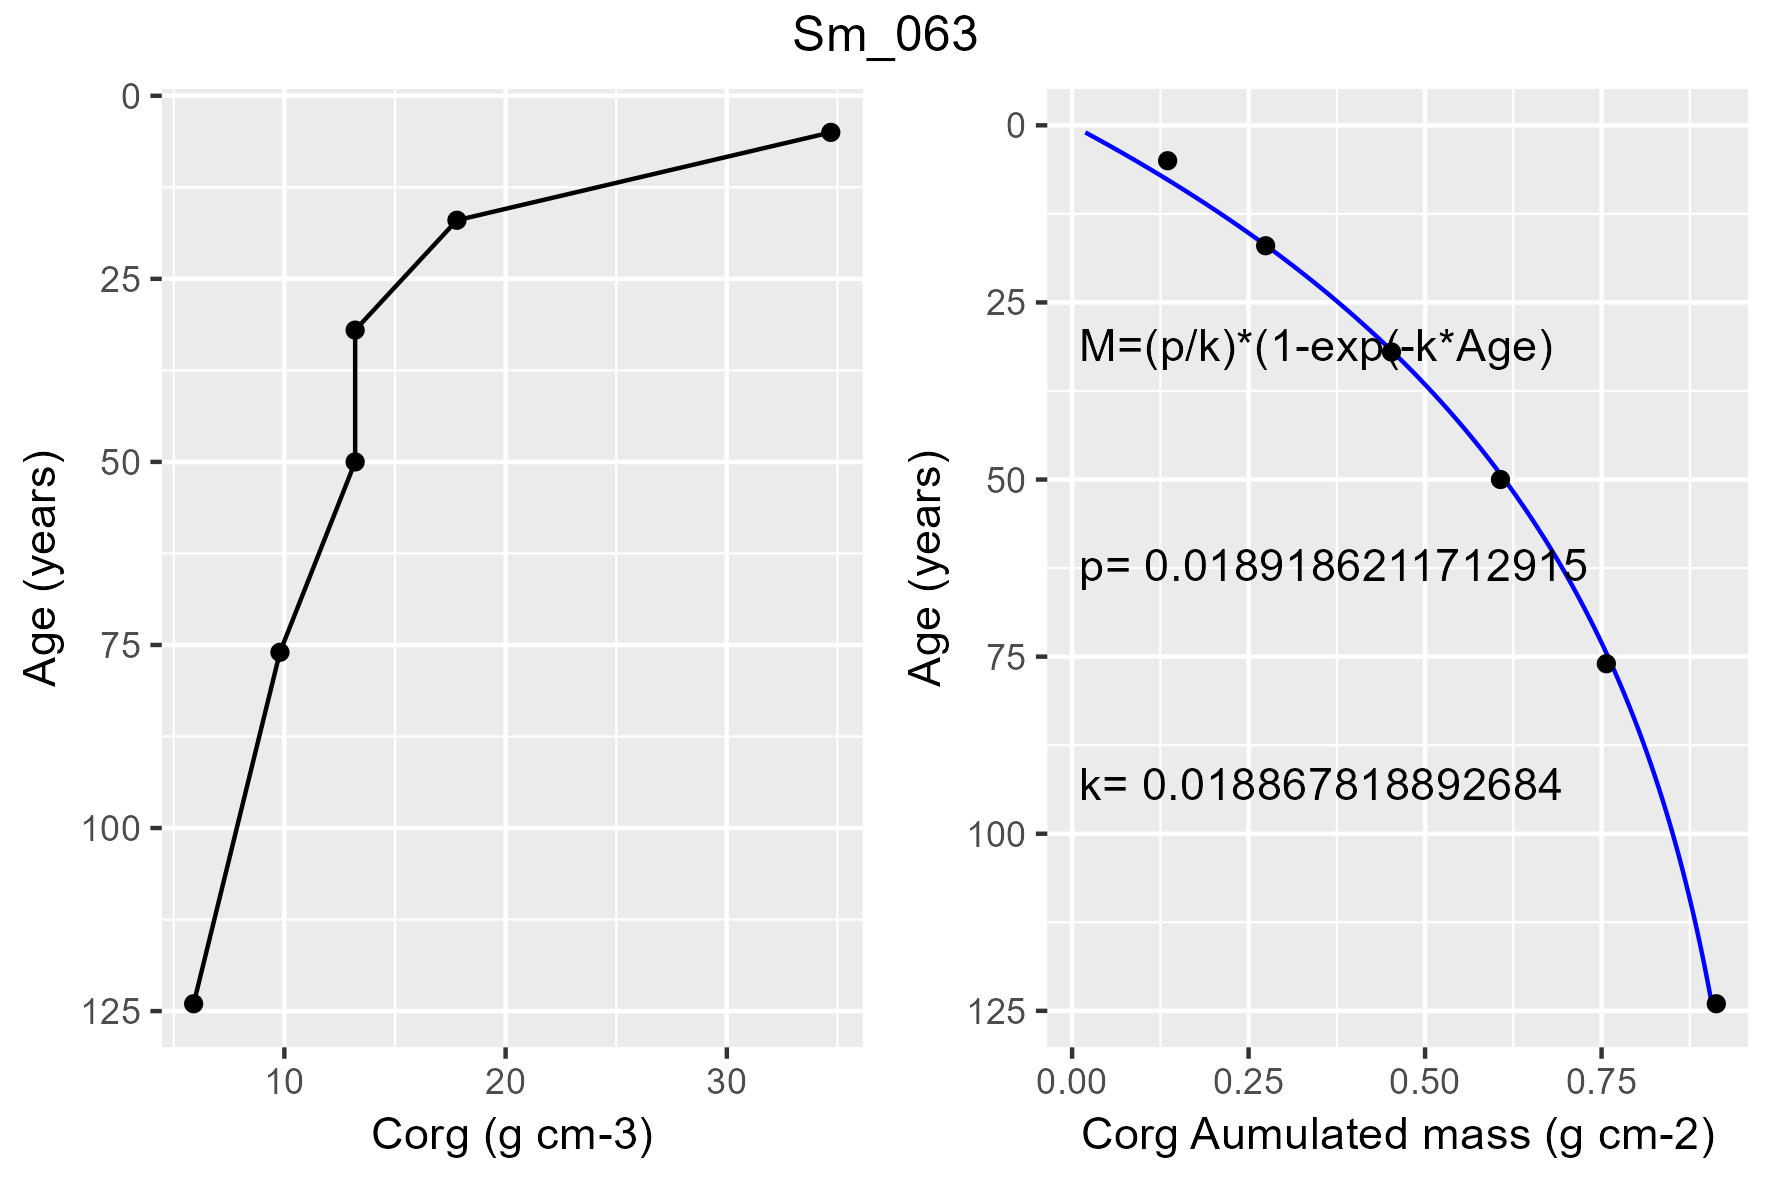 Sm_063
0
25
50
75
100
125
Age (years)
10
20
30
Corg (g cm-3)
0
25
50
75
100
125
Age (years)
M=(p/k)*(1-exp(-k*Age)
p= 0.0189186211712915
k= 0.018867818892684
0.00
0.25
0.50
0.75
Corg Aumulated mass (g cm-2)